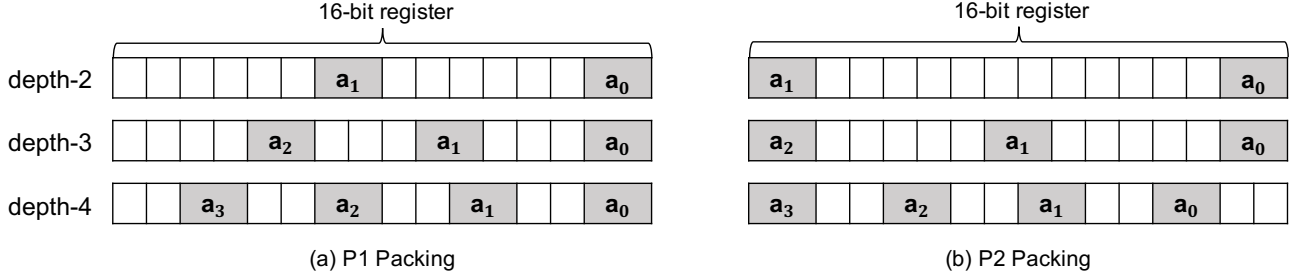 16-bit register
depth-2 a₁ a₀
depth-3 a₂ a₁ a₀
depth-4 a₃ a₂ a₁ a₀
(a) P1 Packing
16-bit register
a₁ a₀
a₂ a₁ a₀
a₃ a₂ a₁ a₀
(b) P2 Packing